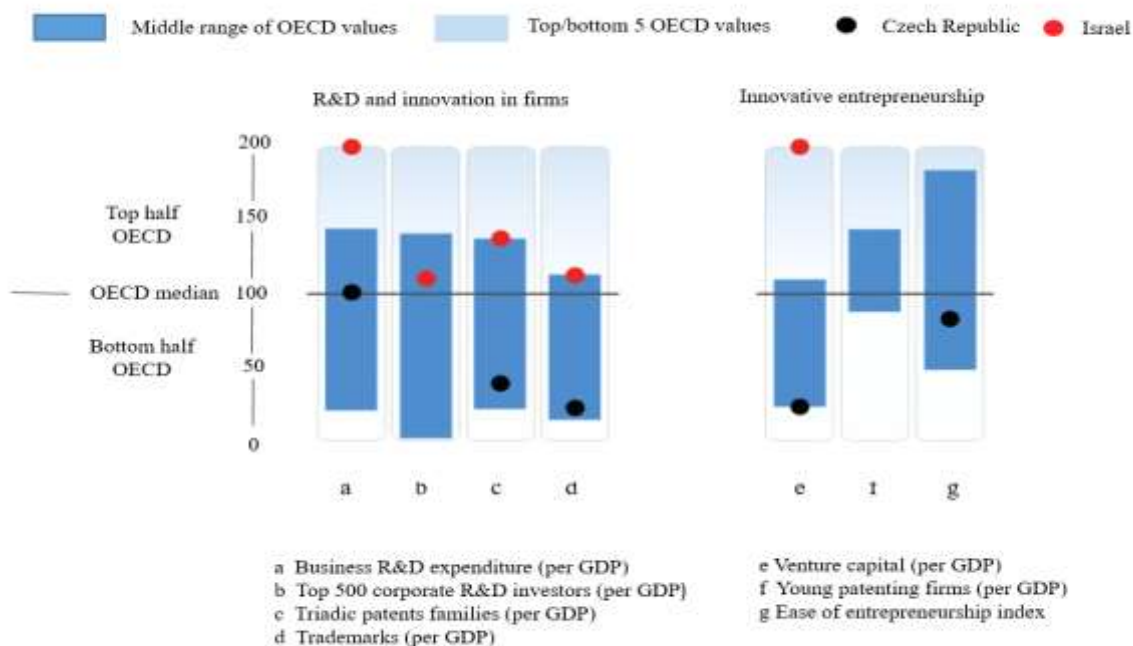 Middle range of OECD values
Top/bottom 5 OECD values
Czech Republic
Israel
R&D and innovation in firms
Innovative entrepreneurship
200
150
Top half
OECD
OECD median
100
Bottom half
OECD
50
0
a
b
c
d
e
f
g
a Business R&D expenditure (per GDP)
b Top 500 corporate R&D investors (per GDP)
c Triadic patents families (per GDP)
d Trademarks (per GDP)
e Venture capital (per GDP)
f Young patenting firms (per GDP)
g Ease of entrepreneurship index